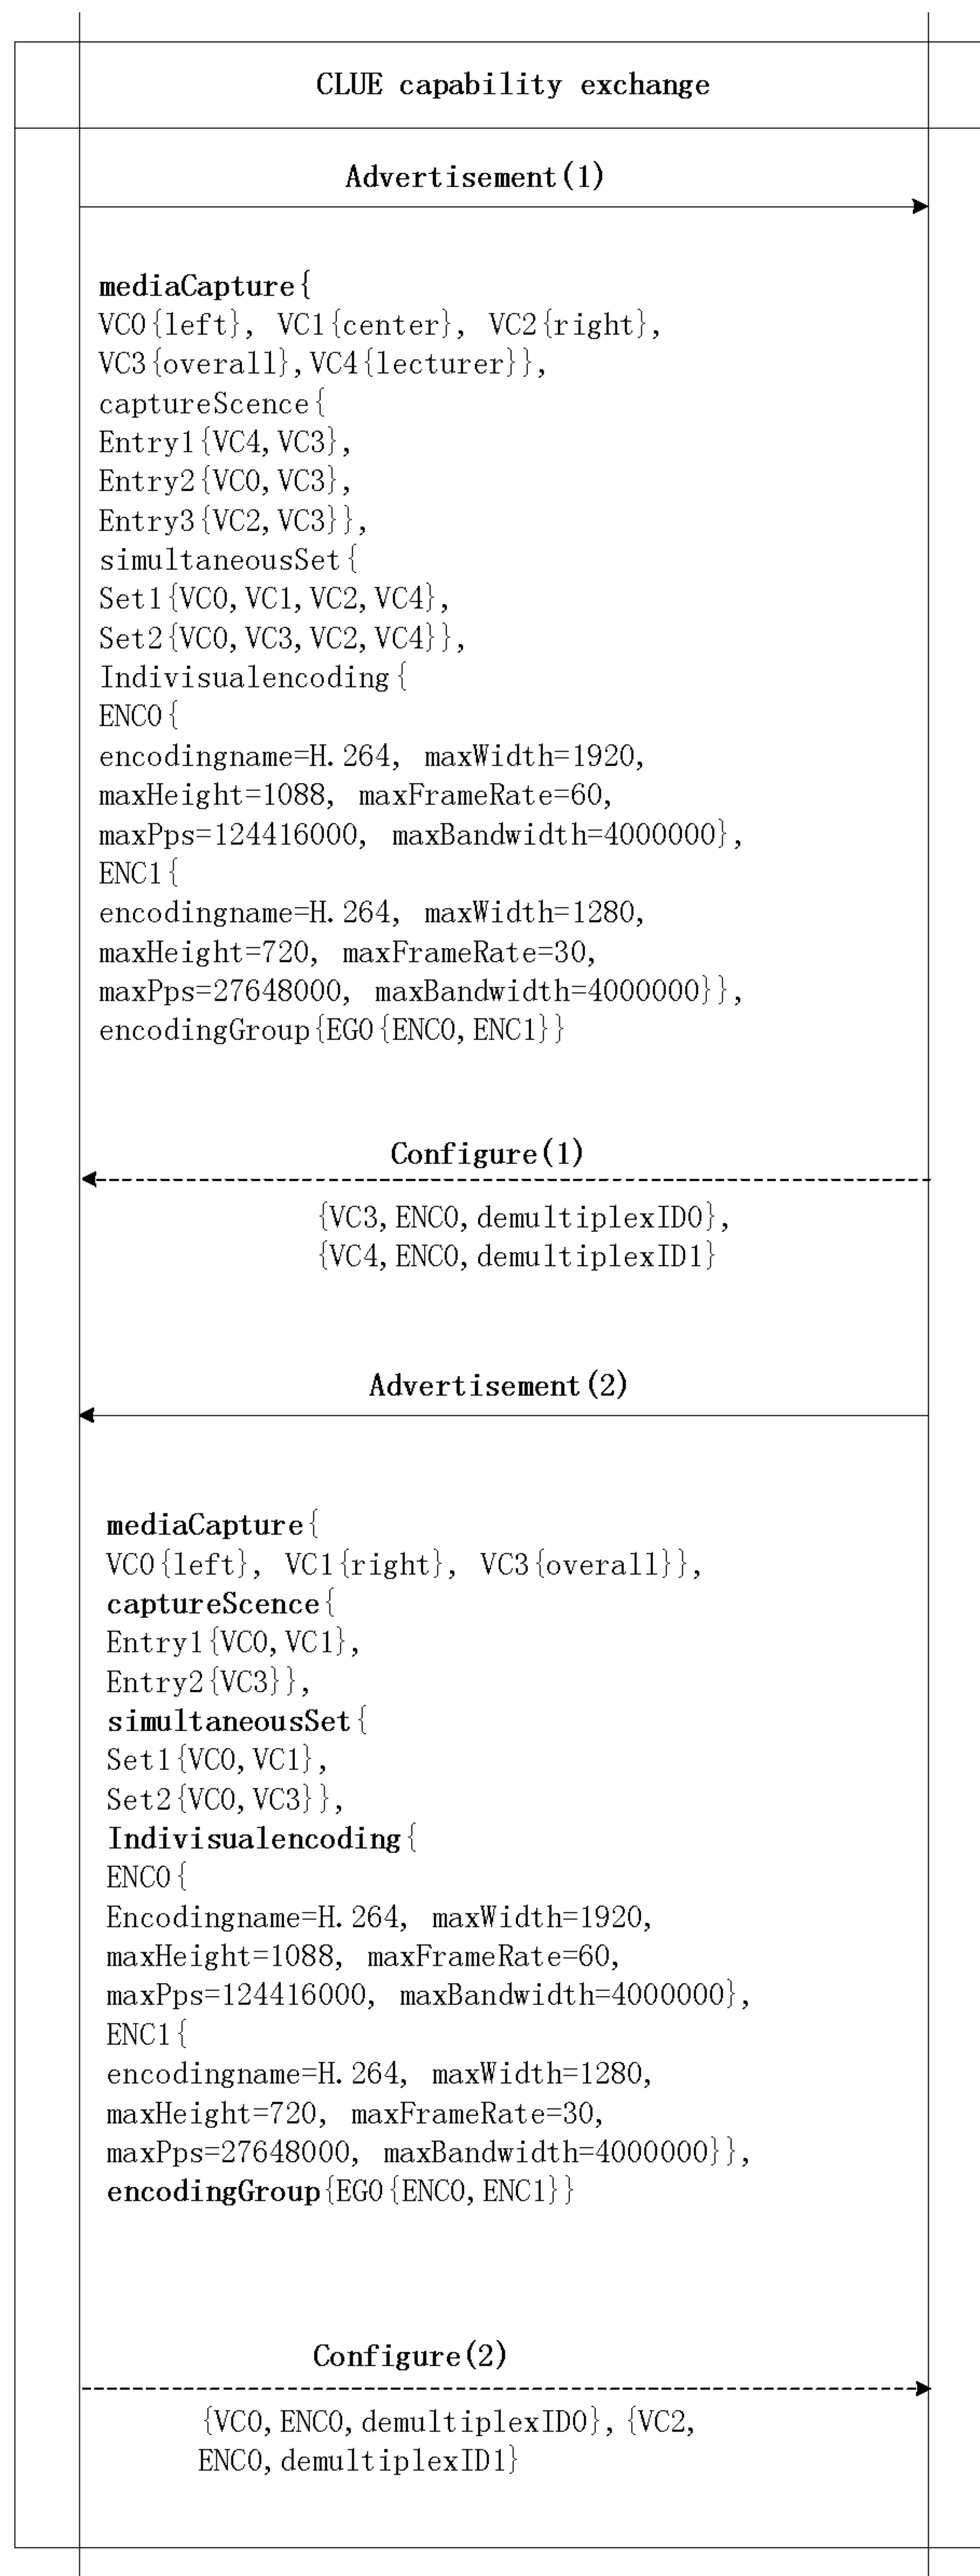 CLUE capability exchange
Advertisement(1)
mediaCapture{
VC0{left}, VC1{center}, VC2{right},
VC3{overall},VC4{lecturer}},
captureScence{
Entry1{VC4,VC3},
Entry2{VC0,VC3},
Entry3{VC2,VC3}},
simultaneousSet{
Set1{VC0,VC1,VC2,VC4},
Set2{VC0,VC3,VC2,VC4}},
Indivisualencoding{
ENC0{
encodingname=H.264, maxWidth=1920,
maxHeight=1088, maxFrameRate=60,
maxPps=124416000, maxBandwidth=4000000},
ENC1{
encodingname=H.264, maxWidth=1280,
maxHeight=720, maxFrameRate=30,
maxPps=27648000, maxBandwidth=4000000}},
encodingGroup{EG0{ENC0,ENC1}}
Configure(1)
{VC3,ENC0,demultiplexID0},
{VC4,ENC0,demultiplexID1}
Advertisement(2)
mediaCapture{
VC0{left}, VC1{right}, VC3{overall}},
captureScence{
Entry1{VC0,VC1},
Entry2{VC3}},
simultaneousSet{
Set1{VC0,VC1},
Set2{VC0,VC3}},
Indivisualencoding{
ENC0{
Encodingname=H.264, maxWidth=1920,
maxHeight=1088, maxFrameRate=60,
maxPps=124416000, maxBandwidth=4000000},
ENC1{
encodingname=H.264, maxWidth=1280,
maxHeight=720, maxFrameRate=30,
maxPps=27648000, maxBandwidth=4000000}},
encodingGroup{EG0{ENC0,ENC1}}
Configure(2)
{VC0,ENC0,demultiplexID0},{VC2,
ENC0,demultiplexID1}